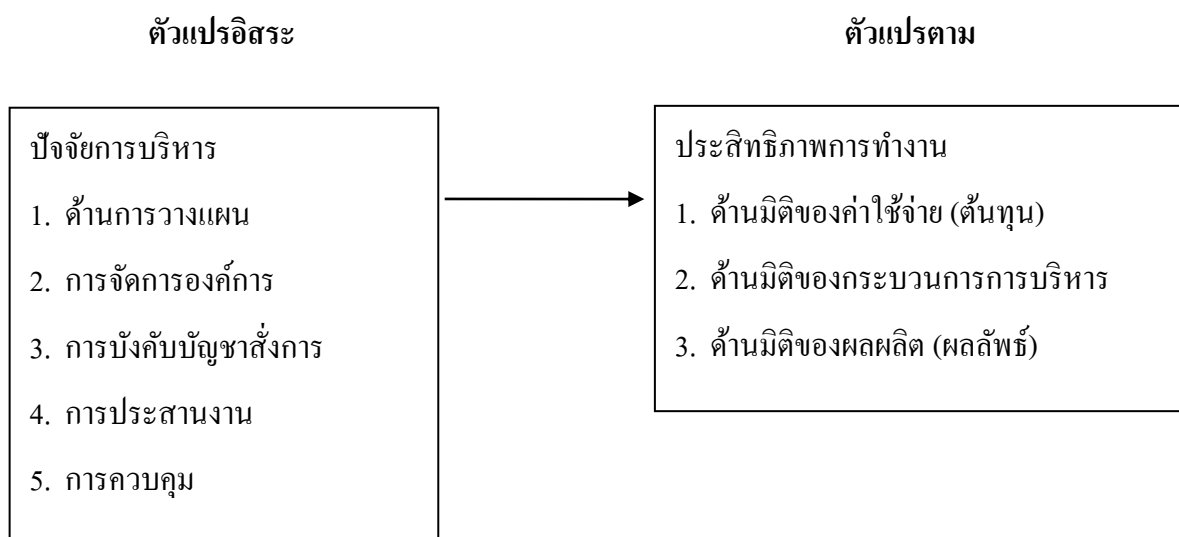 ตัวแปรอิสระ
ตัวแปรตาม
ปัจจัยการบริหาร
1. ด้านการวางแผน
2. การจัดการองค์การ
3. การบังคับบัญชาสั่งการ
4. การประสานงาน
5. การควบคุม
ประสิทธิภาพการทำงาน
1. ด้านมิติของค่าใช้จ่าย (ต้นทุน)
2. ด้านมิติของกระบวนการการบริหาร
3. ด้านมิติของผลผลิต (ผลลัพธ์)